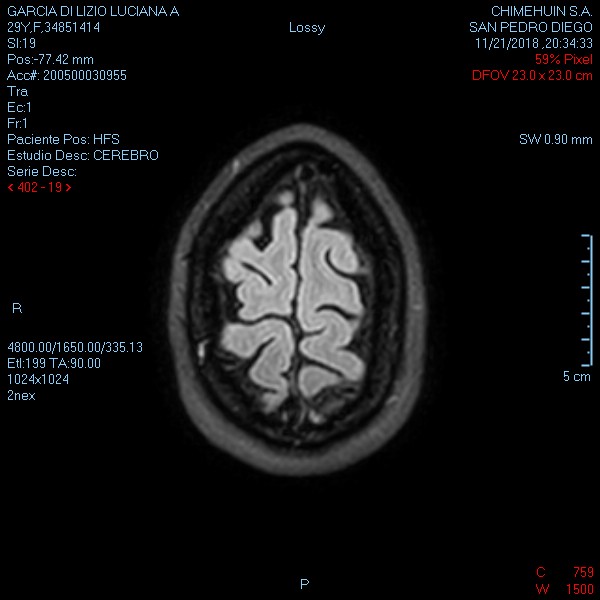 GARCIA DI LIZIO LUCIANA A
29Y,F,34851414
Sl:19
Pos:-77.42 mm
Acc#: 200500030955
Tra
Ec:1
Fr:1
Paciente Pos: HFS
Estudio Desc: CEREBRO
Serie Desc:
< 402 - 19 >
Lossy
CHIMEHUIN S.A.
SAN PEDRO DIEGO
11/21/2018 ,20:34:33
59% Pixel
DFOV 23.0 x 23.0 cm
SW 0.90 mm
R
4800.00/1650.00/335.13
Etl:199 TA:90.00
1024x1024
2nex
5 cm
P
C 759
W 1500